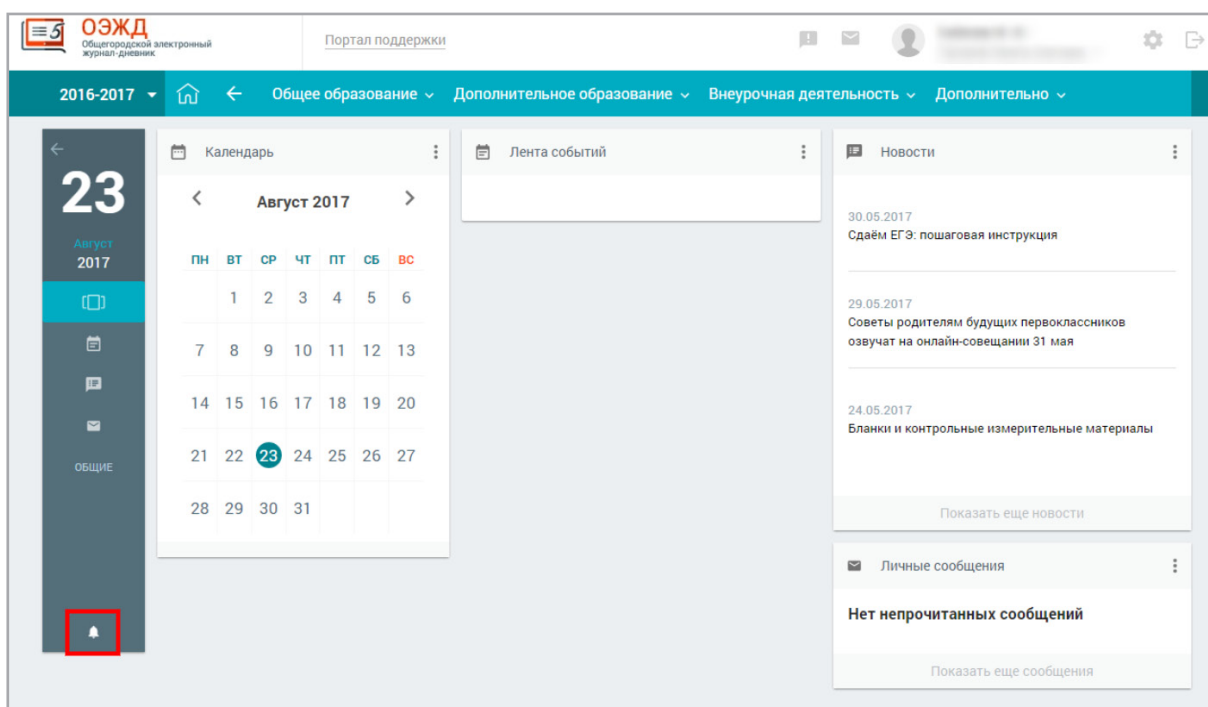 5
ОЭЖД
Общегородской электронный
журнал-дневник
Портал поддержки
2016-2017
Общее образование
Дополнительное образование
Внеурочная деятельность
Дополнительно
23
Август
2017
ОБЩИЕ
Календарь
Август 2017
ПН ВТ СР ЧТ ПТ СБ ВС
1 2 3 4 5 6
7 8 9 10 11 12 13
14 15 16 17 18 19 20
21 22 23 24 25 26 27
28 29 30 31
Лента событий
Новости
30.05.2017
Сдаём ЕГЭ: пошаговая инструкция
29.05.2017
Советы родителям будущих первоклассников
озвучат на онлайн-совещании 31 мая
24.05.2017
Бланки и контрольные измерительные материалы
Показать еще новости
Личные сообщения
Нет непрочитанных сообщений
Показать еще сообщения